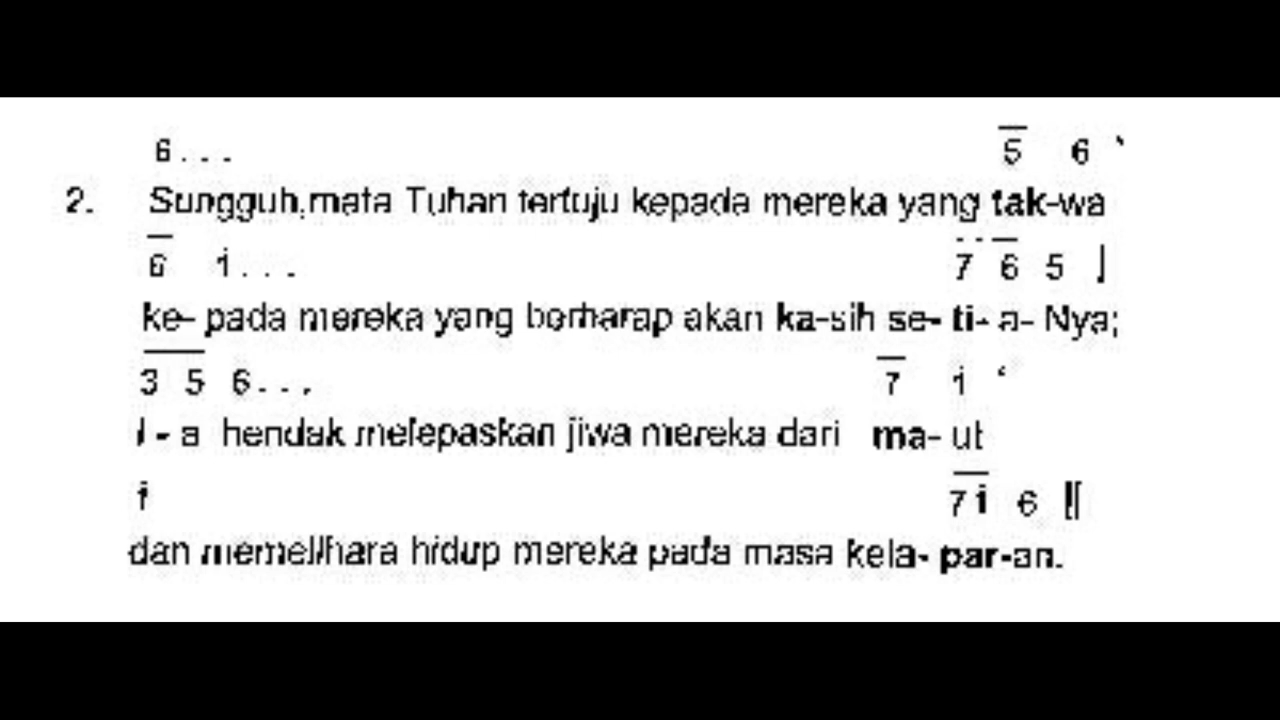 6 . . . 5 6 ‘
2. Sungguh, mata Tuhan tertuju kepada mereka yang tak-wa
6 i . . . 7 6 5 |
ke- pada mereka yang berharap akan ka-sih se- ti- a- Nya;
3 5 6 . . . 7 i ‘
I - a hendak melepaskan jiwa mereka dari ma- ut
i 7 i 6 ||
dan memelihara hidup mereka pada masa kela- par-an.